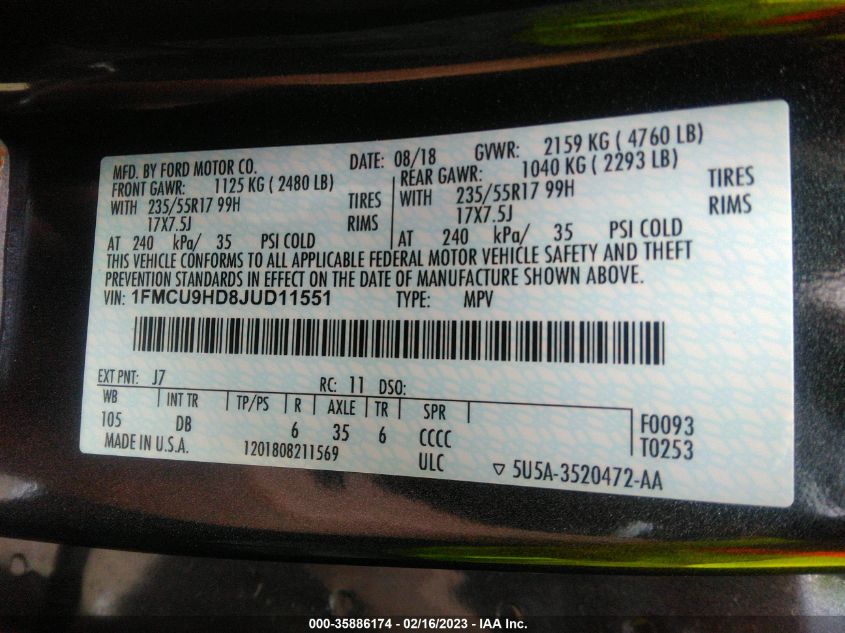 MFD. BY FORD MOTOR CO. DATE: 08/18 GVWR: 2159 KG ( 4760 LB)
FRONT GAWR: 1125 KG ( 2480 LB) REAR GAWR: 1040 KG ( 2293 LB)
WITH 235/55R17 99H TIRES WITH 235/55R17 99H TIRES
17X7.5J RIMS 17X7.5J RIMS
AT 240 kPa/ 35 PSI COLD AT 240 kPa/ 35 PSI COLD
THIS VEHICLE CONFORMS TO ALL APPLICABLE FEDERAL MOTOR VEHICLE SAFETY AND THEFT
PREVENTION STANDARDS IN EFFECT ON THE DATE OF MANUFACTURE SHOWN ABOVE.
VIN: 1FMCU9HD8JUD11551 TYPE: MPV
EXT PNT: J7 RC: 11 DSO:
WB INT TR TP/PS R AXLE TR SPR F0093
105 DB 6 35 6 CCCC T0253
MADE IN U.S.A. 1201808211569 ULC ▽ 5U5A-3520472-AA
000-35886174 - 02/16/2023 - IAA Inc.